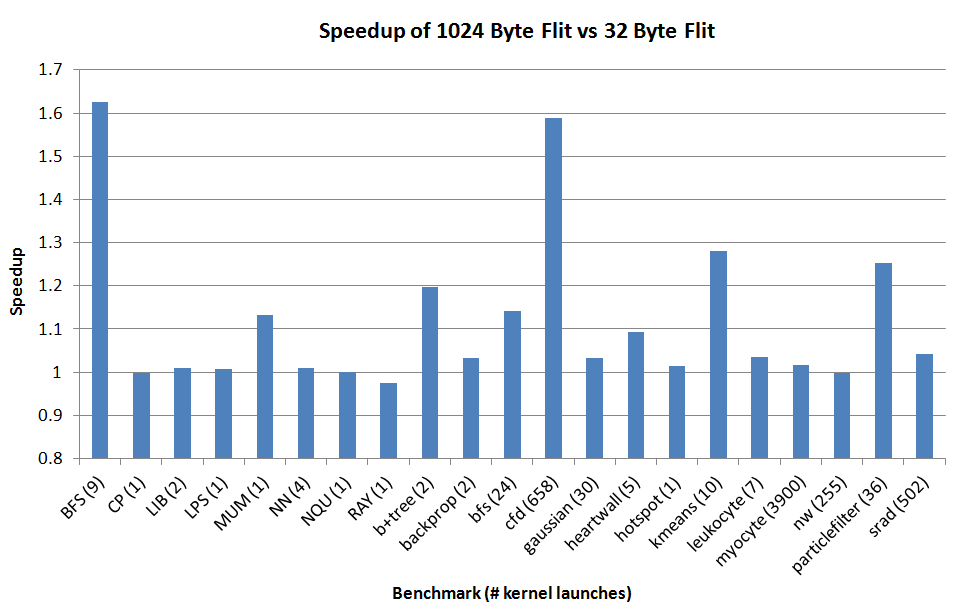 Speedup of 1024 Byte Flit vs 32 Byte Flit
1.7
1.6
1.5
1.4
1.3
1.2
1.1
1
0.9
0.8
Speedup
BFS (9)
CP (1)
LIB (2)
LPS (1)
MUM (1)
NN (4)
NQU (1)
RAY (1)
b+tree (2)
backprop (2)
bfs (24)
cfd (658)
gaussian (30)
heartwall (5)
hotspot (1)
kmeans (10)
leukocyte (7)
myocyte (3900)
nw (255)
particlefilter (36)
srad (502)
Benchmark (# kernel launches)